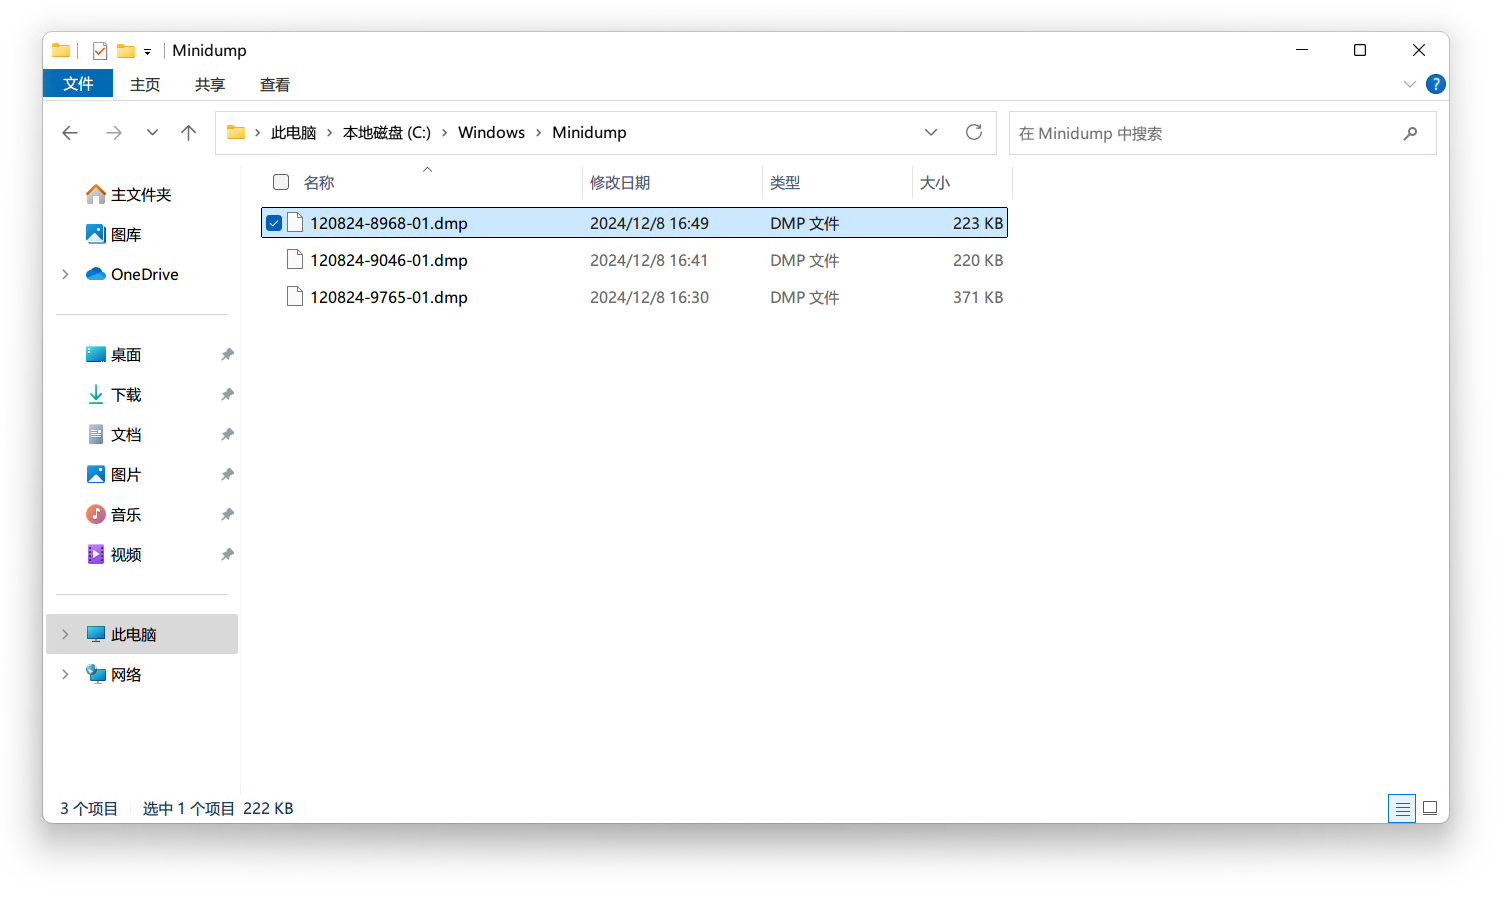 Minidump
文件 主页 共享 查看
此电脑 本地磁盘 (C:) Windows Minidump
在 Minidump 中搜索
名称 修改日期 类型 大小
120824-8968-01.dmp 2024/12/8 16:49 DMP 文件 223 KB
120824-9046-01.dmp 2024/12/8 16:41 DMP 文件 220 KB
120824-9765-01.dmp 2024/12/8 16:30 DMP 文件 371 KB
主文件夹
图库
OneDrive
桌面
下载
文档
图片
音乐
视频
此电脑
网络
3 个项目 选中 1 个项目 222 KB